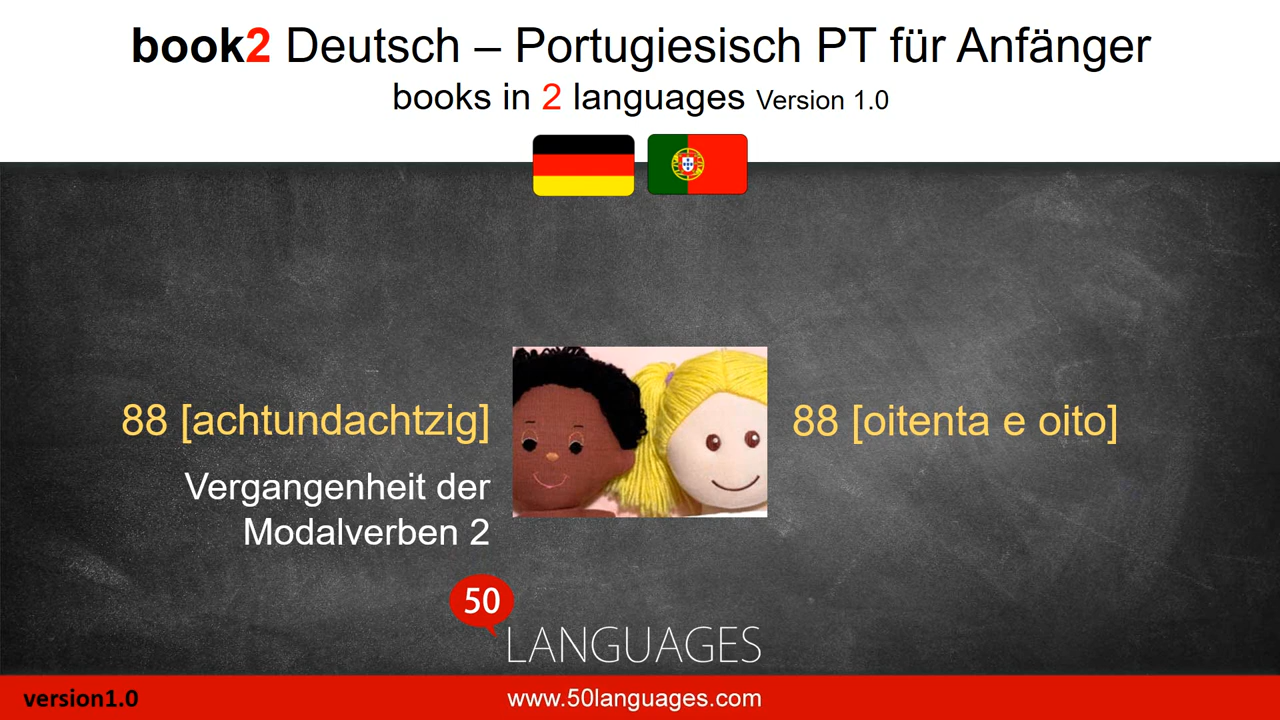 book2 Deutsch – Portugiesisch PT für Anfänger
books in 2 languages Version 1.0
88 [achtundachtzig]
Vergangenheit der
Modalverben 2
88 [oitenta e oito]
50
LANGUAGES
version1.0
www.50languages.com